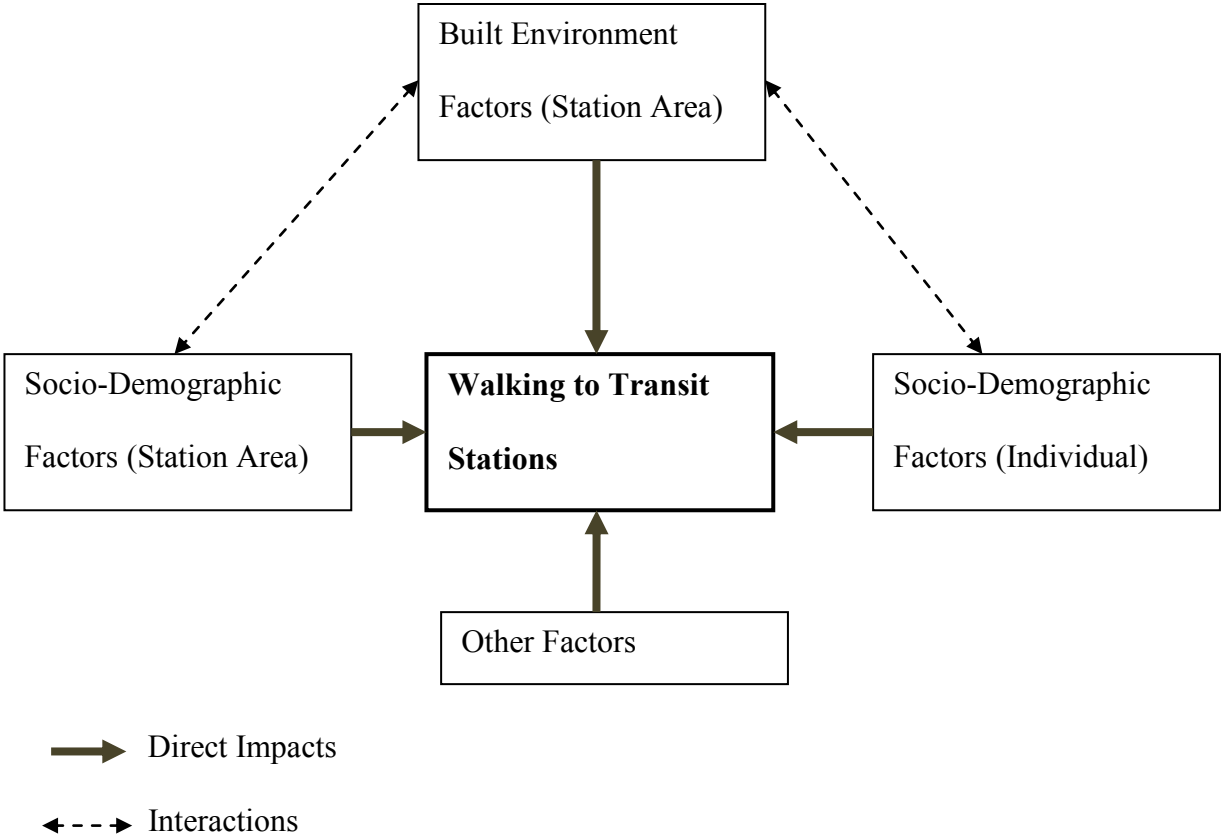 Built Environment
Factors (Station Area)
Socio-Demographic
Factors (Station Area)
Walking to Transit
Stations
Socio-Demographic
Factors (Individual)
Other Factors
Direct Impacts
Interactions